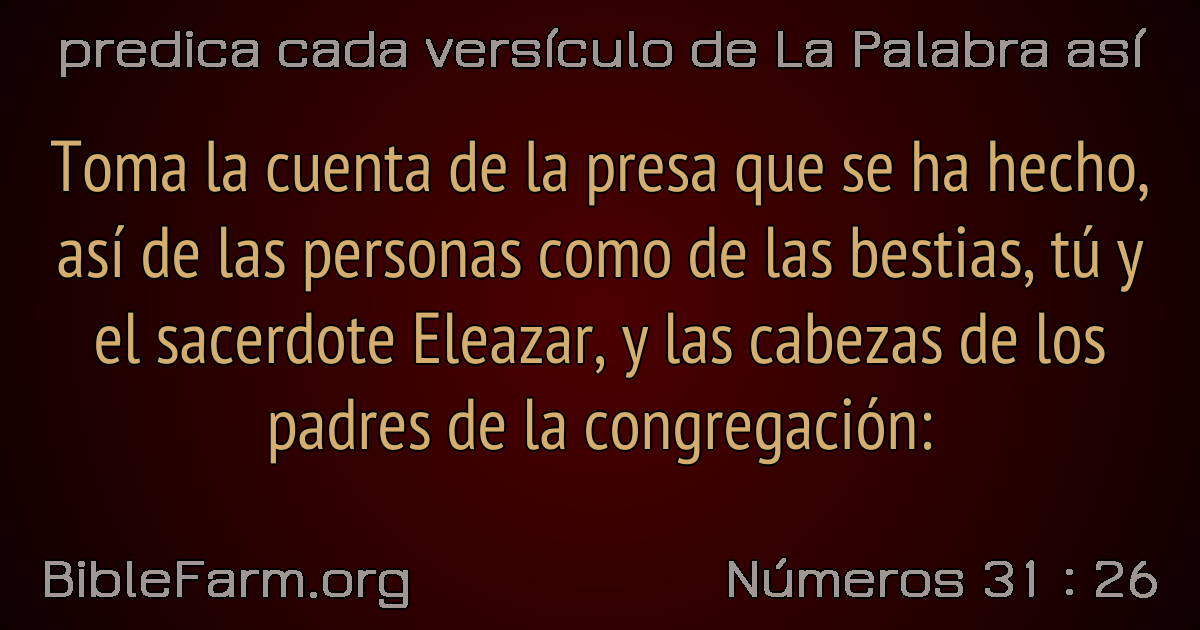 predica cada versículo de La Palabra así
Toma la cuenta de la presa que se ha hecho,
así de las personas como de las bestias, tú y
el sacerdote Eleazar, y las cabezas de los
padres de la congregación:
BibleFarm.org
Números 31 : 26